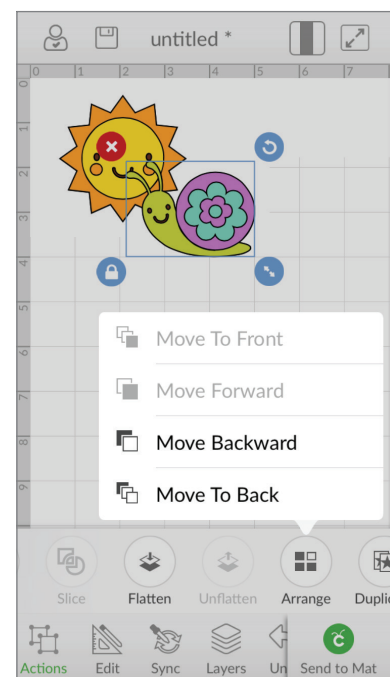 untitled *
0 1 2 3 4 5 6 7
0
1
2
3
4
5
6
7
8
9
Move To Front
Move Forward
Move Backward
Move To Back
Slice Flatten Unflatten Arrange Duplic
Actions Edit Sync Layers Un Send to Mat